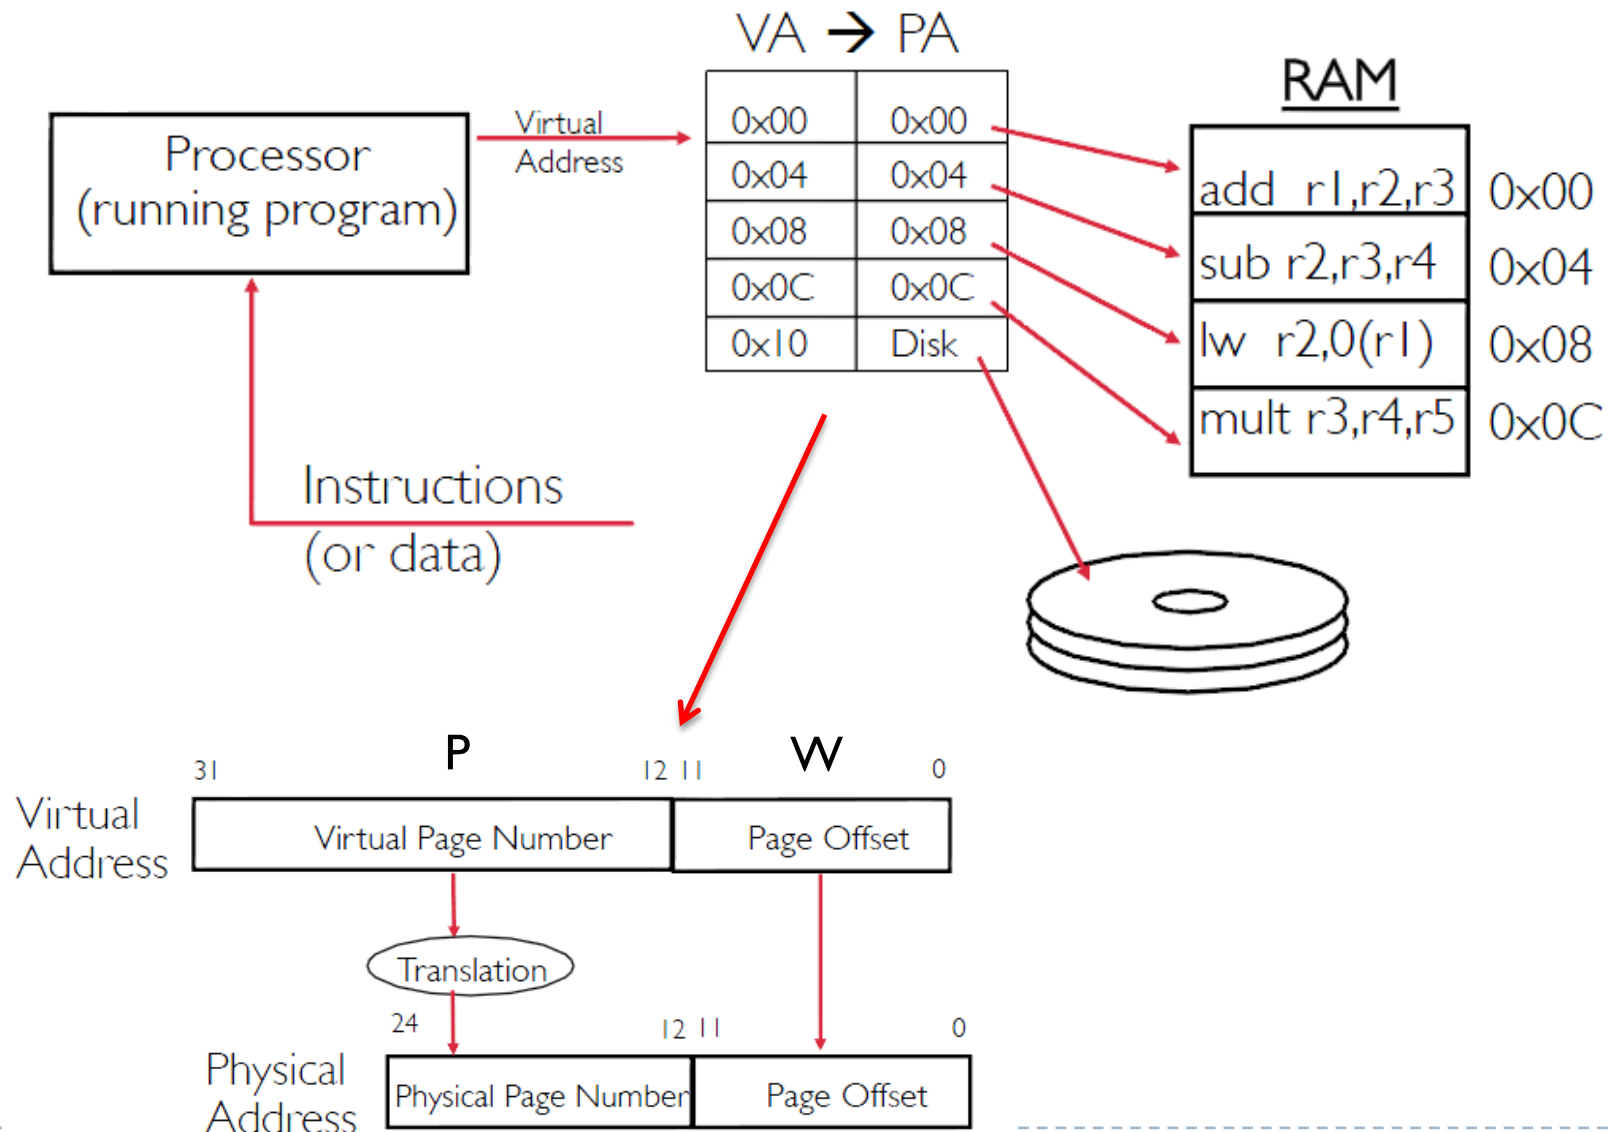 VA → PA
RAM
Processor
(running program)
Virtual
Address
0x00 0x00
0x04 0x04
0x08 0x08
0x0C 0x0C
0x10 Disk
add r1,r2,r3 0x00
sub r2,r3,r4 0x04
lw r2,0(r1) 0x08
mult r3,r4,r5 0x0C
Instructions
(or data)
P W
31 12 11 0
Virtual
Address
Virtual Page Number Page Offset
Translation
24 12 11 0
Physical
Address
Physical Page Number Page Offset